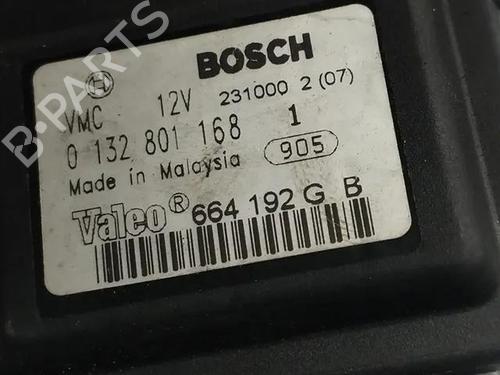 BOSCH
VMC 12V 231000 2 (07)
0 132 801 168 1
Made in Malaysia 905
Valeo® 664 192 G B
B-PARTS